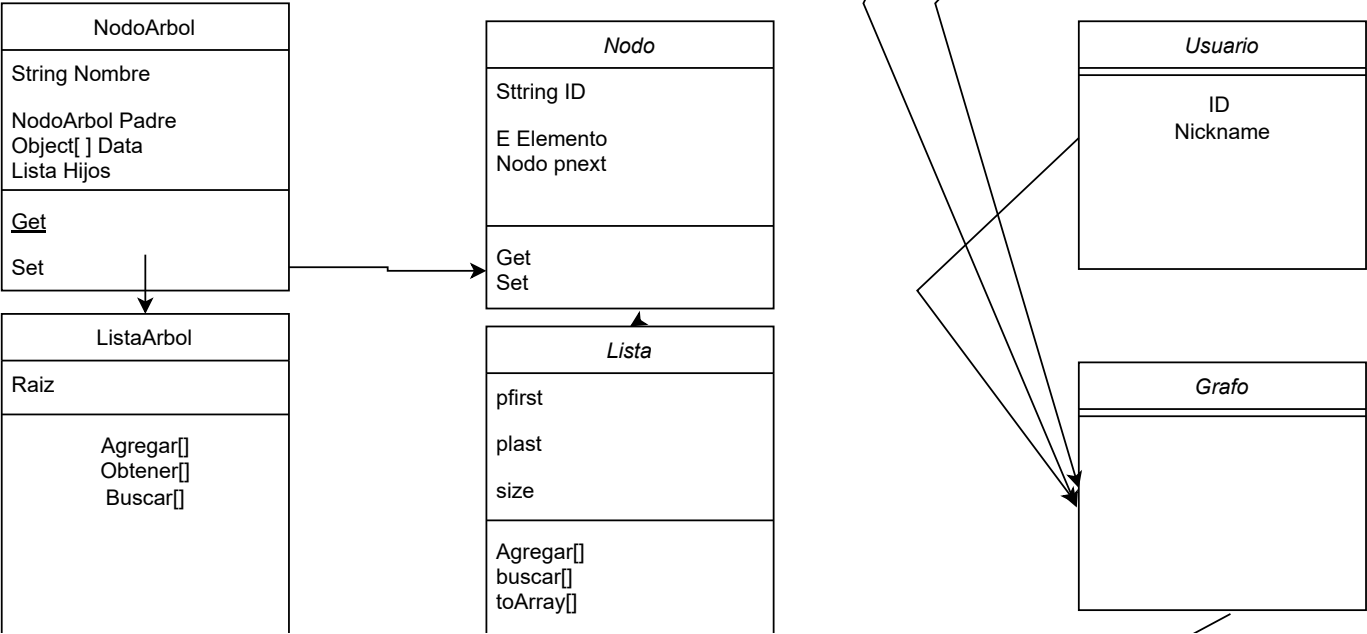 NodoArbol
String Nombre
NodoArbol Padre
Object[ ] Data
Lista Hijos
Get
Set
ListaArbol
Raiz
Agregar[]
Obtener[]
Buscar[]
Nodo
Sttring ID
E Elemento
Nodo pnext
Get
Set
Lista
pfirst
plast
size
Agregar[]
buscar[]
toArray[]
Usuario
ID
Nickname
Grafo